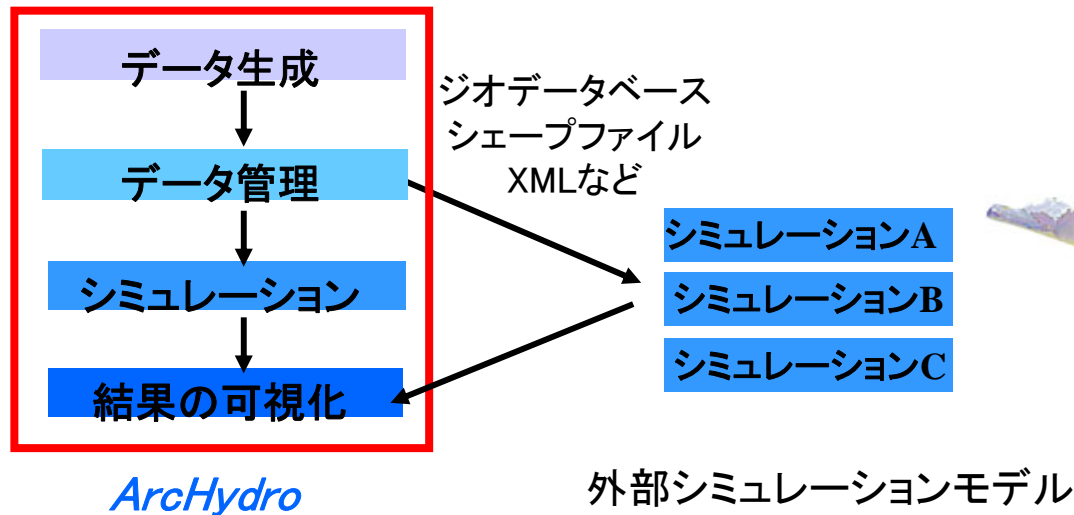 データ生成
データ管理
シミュレーション
結果の可視化
ArcHydro
ジオデータベース
シェープファイル
XMLなど
シミュレーションA
シミュレーションB
シミュレーションC
外部シミュレーションモデル